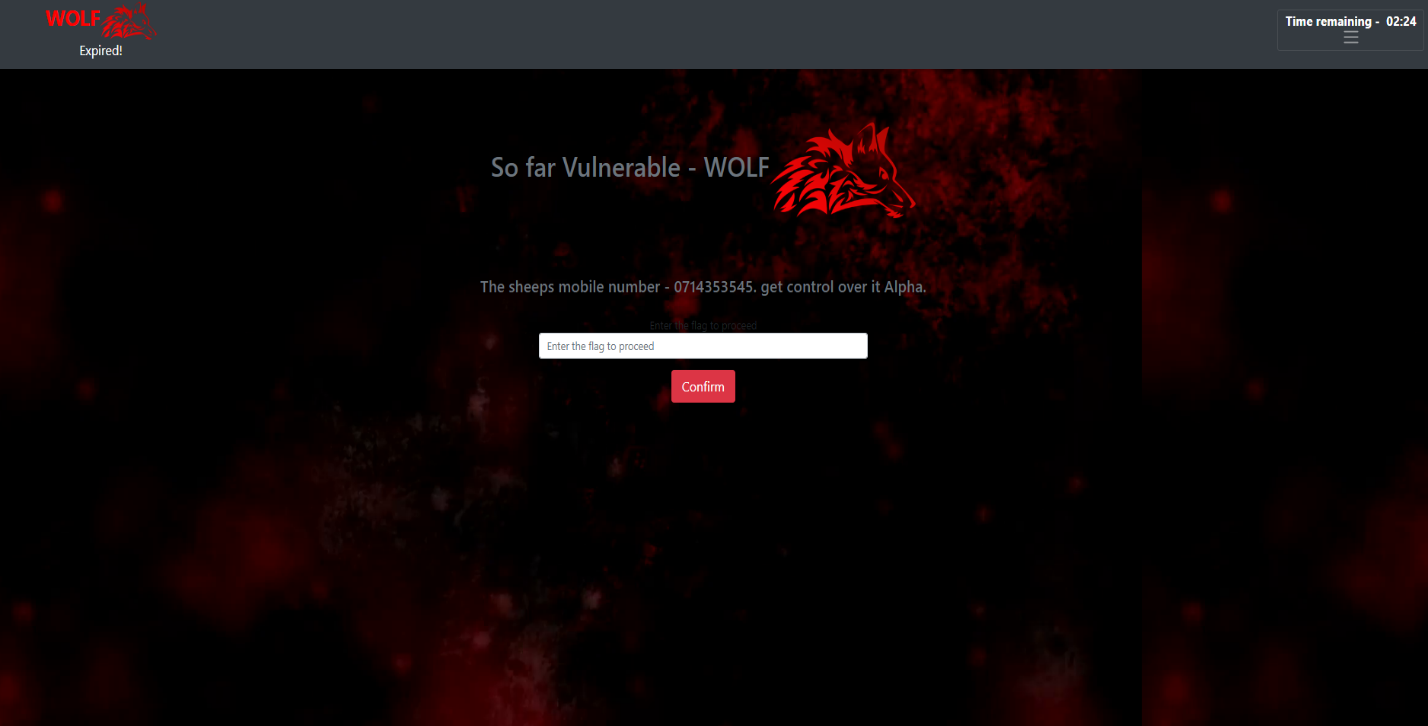 WOLF
Expired!
Time remaining - 02:24
So far Vulnerable - WOLF
The sheeps mobile number - 0714353545. get control over it Alpha.
Enter the flag to proceed
Enter the flag to proceed
Confirm